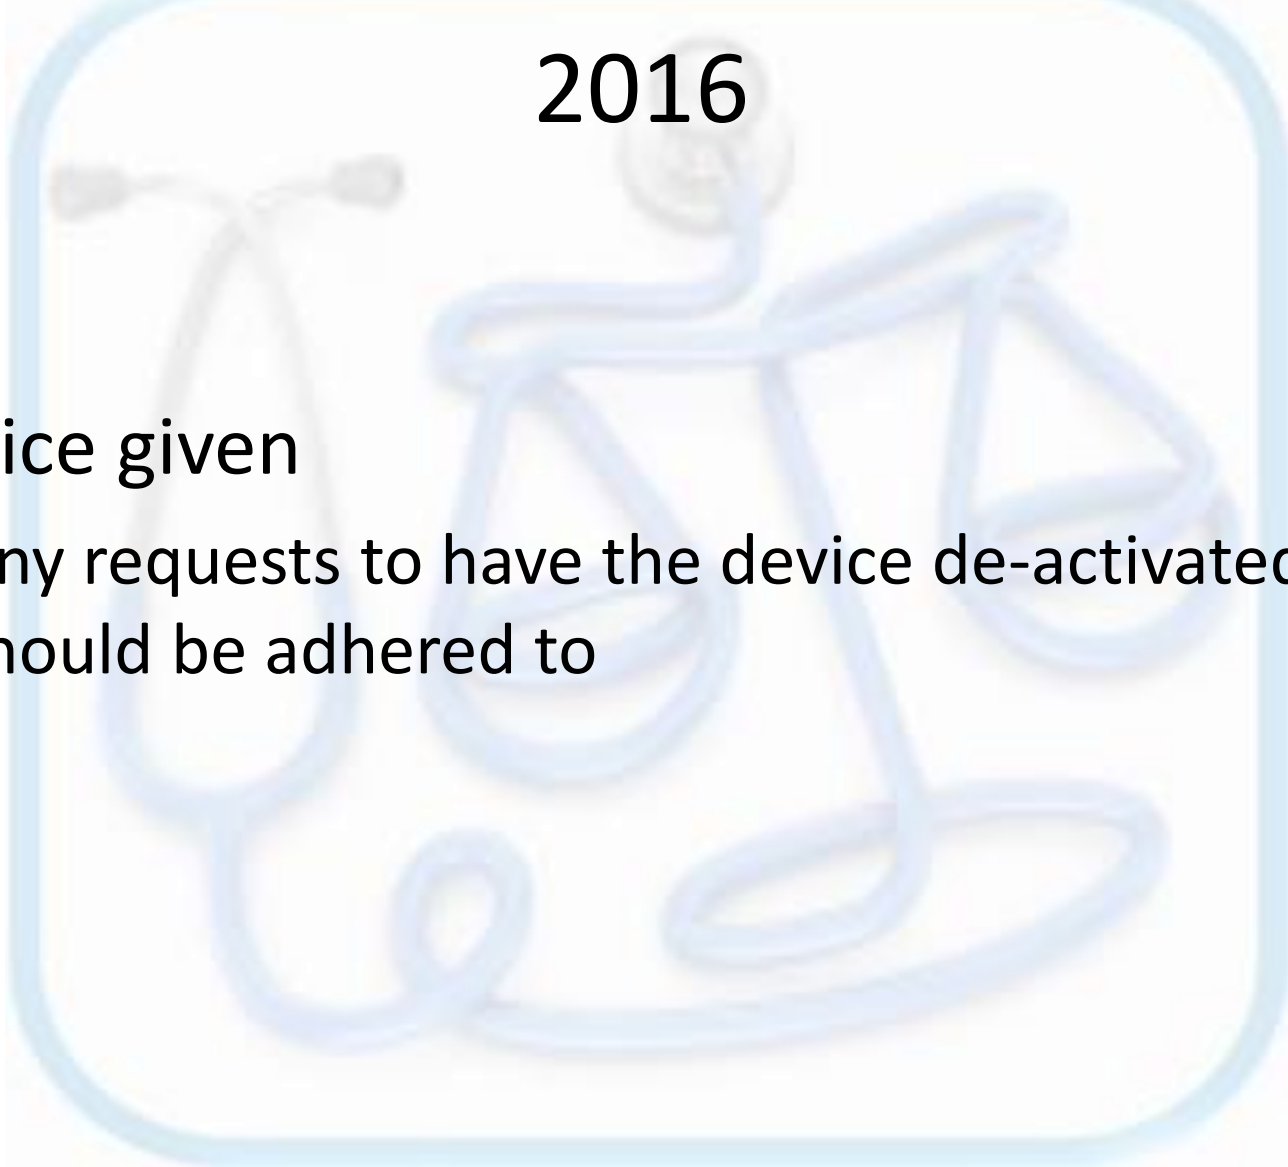 2016
ice given
ny requests to have the device de-activated
hould be adhered to